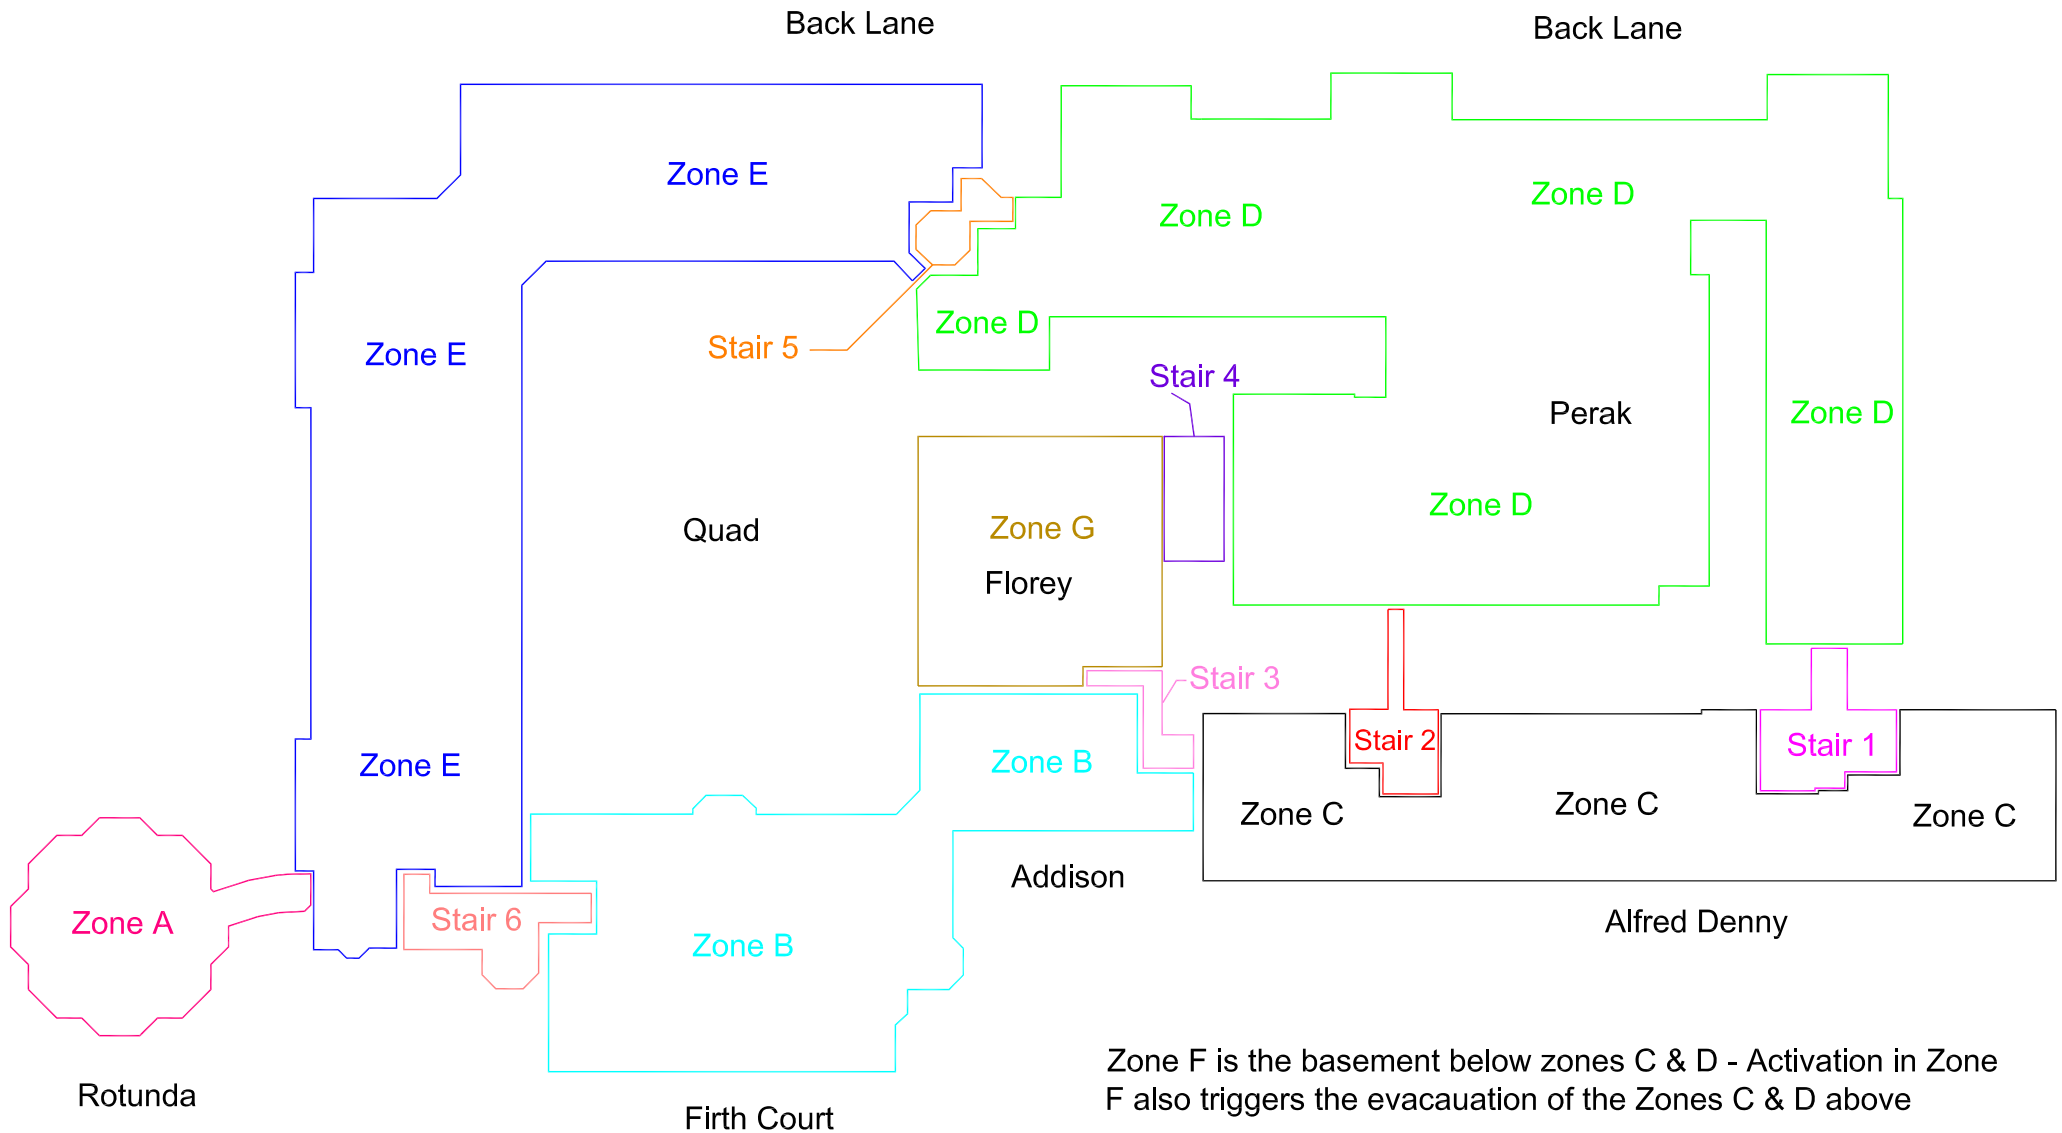 Back Lane
Back Lane
Zone E
Zone D
Zone D
Zone D
Stair 5
Zone E
Stair 4
Perak
Zone D
Zone D
Quad
Zone G
Florey
Stair 3
Stair 2
Stair 1
Zone E
Zone B
Zone C
Zone C
Zone C
Addison
Zone A
Stair 6
Zone B
Alfred Denny
Zone F is the basement below zones C & D - Activation in Zone
F also triggers the evacauation of the Zones C & D above
Rotunda
Firth Court